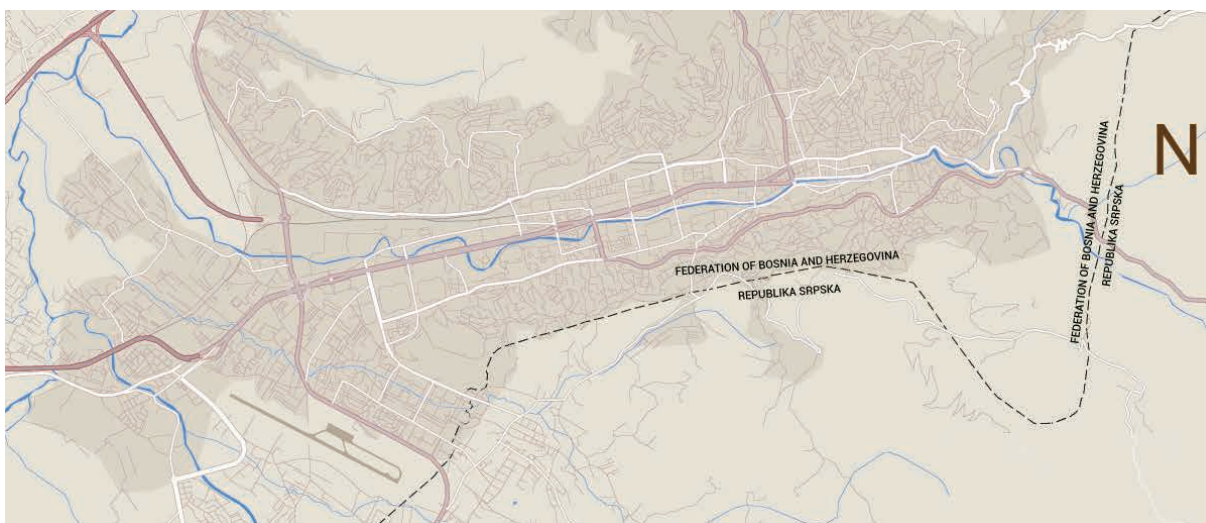 N
FEDERATION OF BOSNIA AND HERZEGOVINA
REPUBLIKA SRPSKA
FEDERATION OF BOSNIA AND HERZEGOVINA
REPUBLIKA SRPSKA